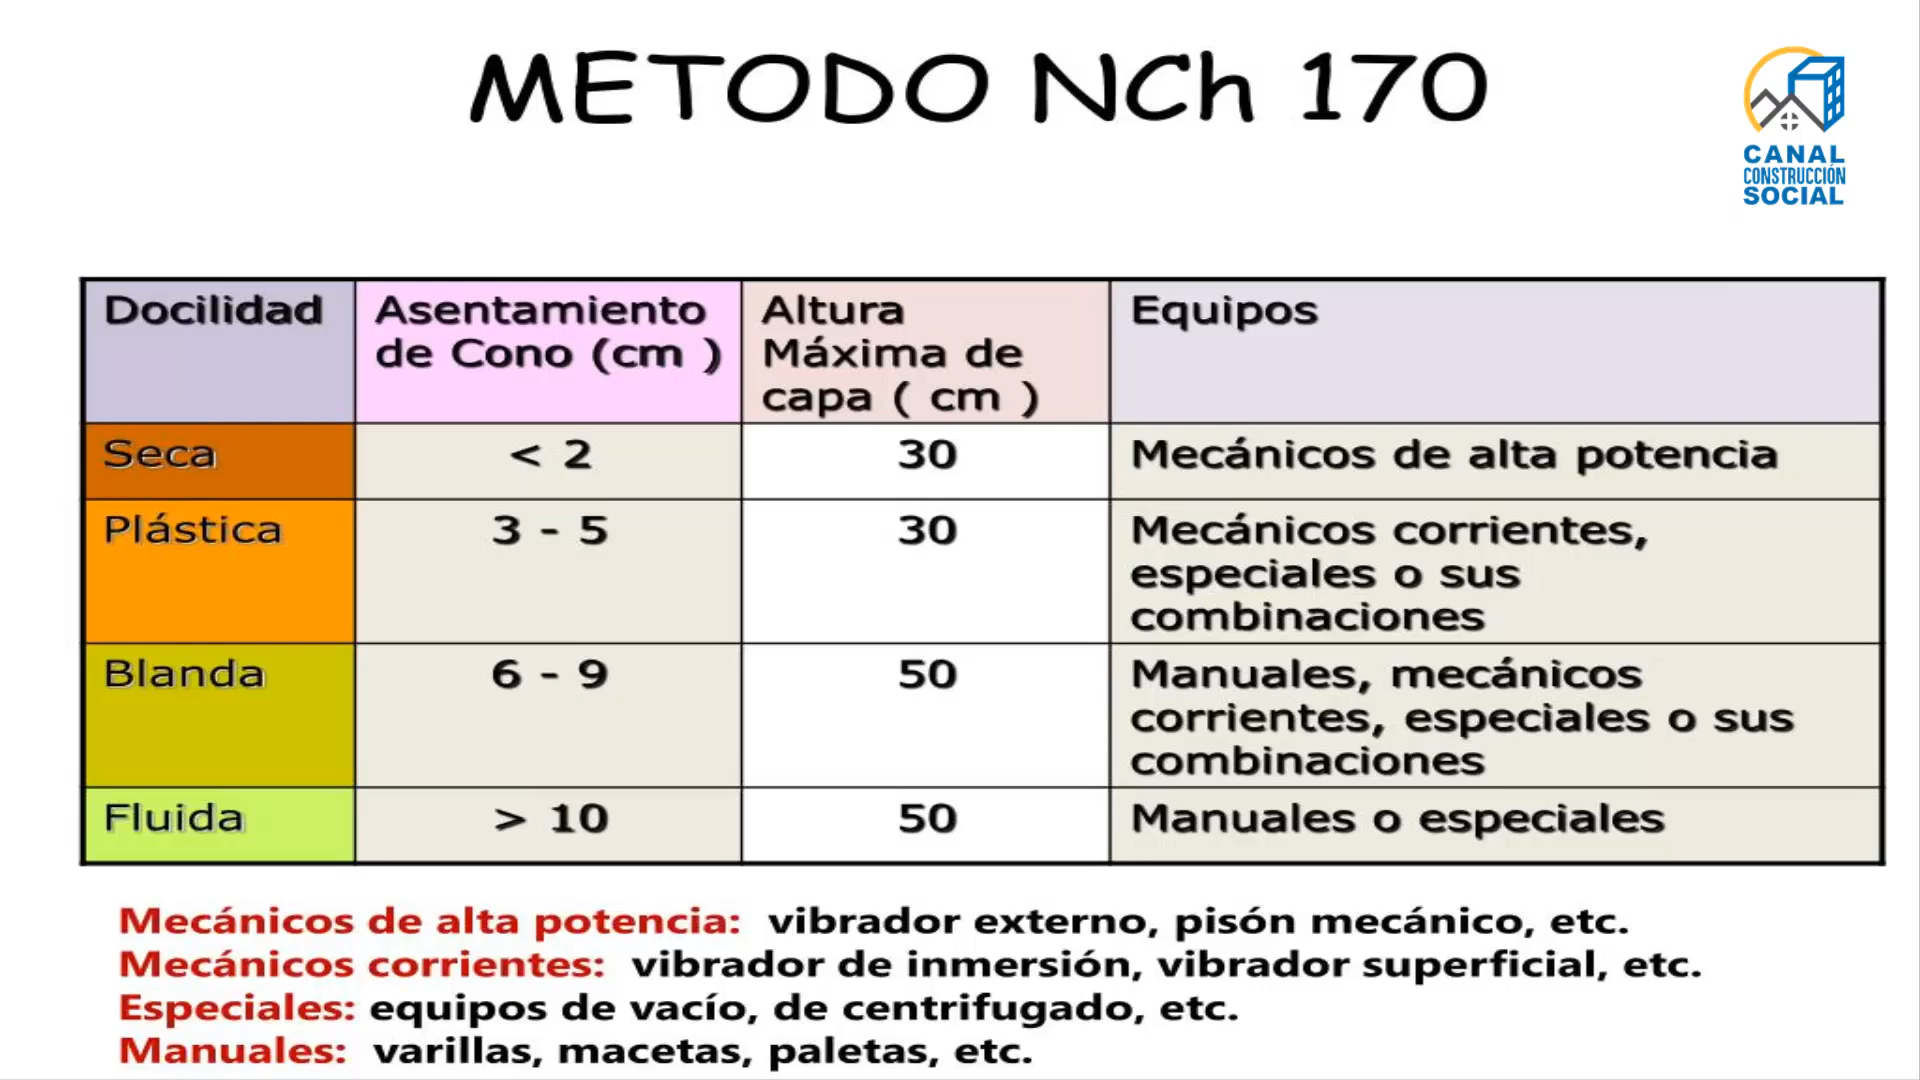 METODO NCh 170
CANAL
CONSTRUCCIÓN
SOCIAL
Docilidad
Asentamiento
de Cono (cm )
Altura
Máxima de
capa ( cm )
Equipos
Seca
< 2
30
Mecánicos de alta potencia
Plástica
3 - 5
30
Mecánicos corrientes,
especiales o sus
combinaciones
Blanda
6 - 9
50
Manuales, mecánicos
corrientes, especiales o sus
combinaciones
Fluida
> 10
50
Manuales o especiales
Mecánicos de alta potencia: vibrador externo, pisón mecánico, etc.
Mecánicos corrientes: vibrador de inmersión, vibrador superficial, etc.
Especiales: equipos de vacío, de centrifugado, etc.
Manuales: varillas, macetas, paletas, etc.